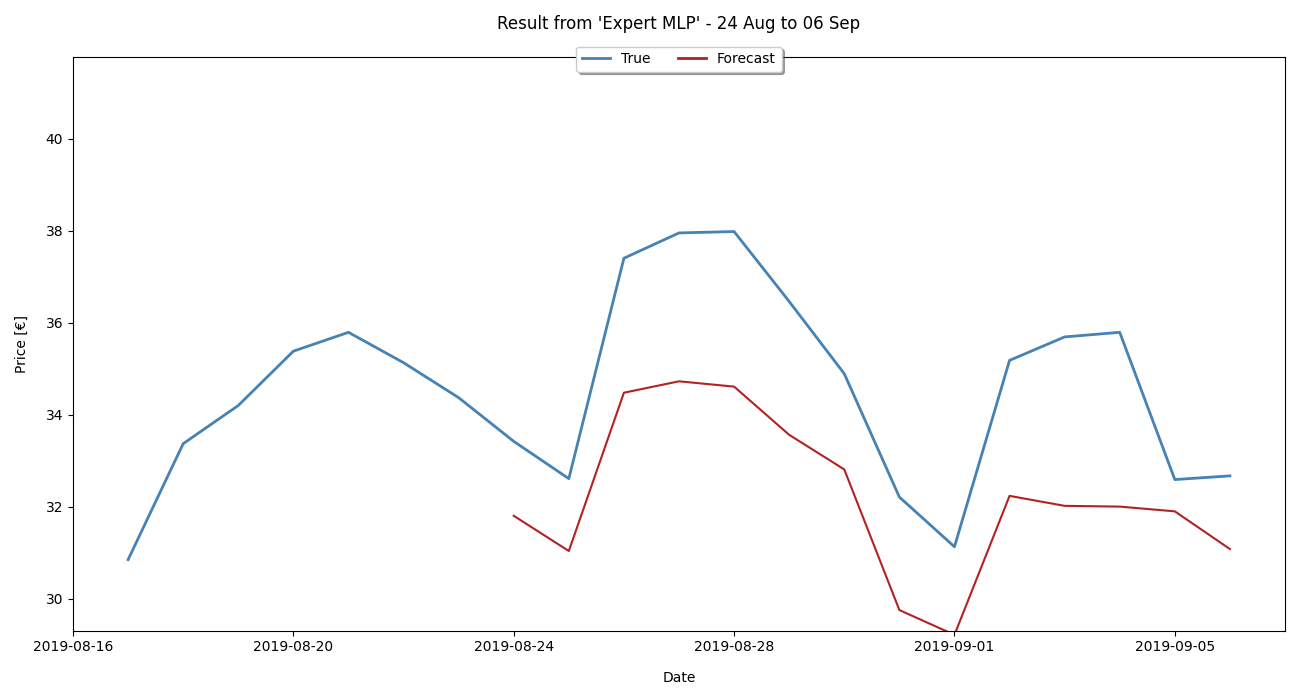 Result from 'Expert MLP' - 24 Aug to 06 Sep
True Forecast
40
38
36
34
32
30
Price [€]
2019-08-16 2019-08-20 2019-08-24 2019-08-28 2019-09-01 2019-09-05
Date